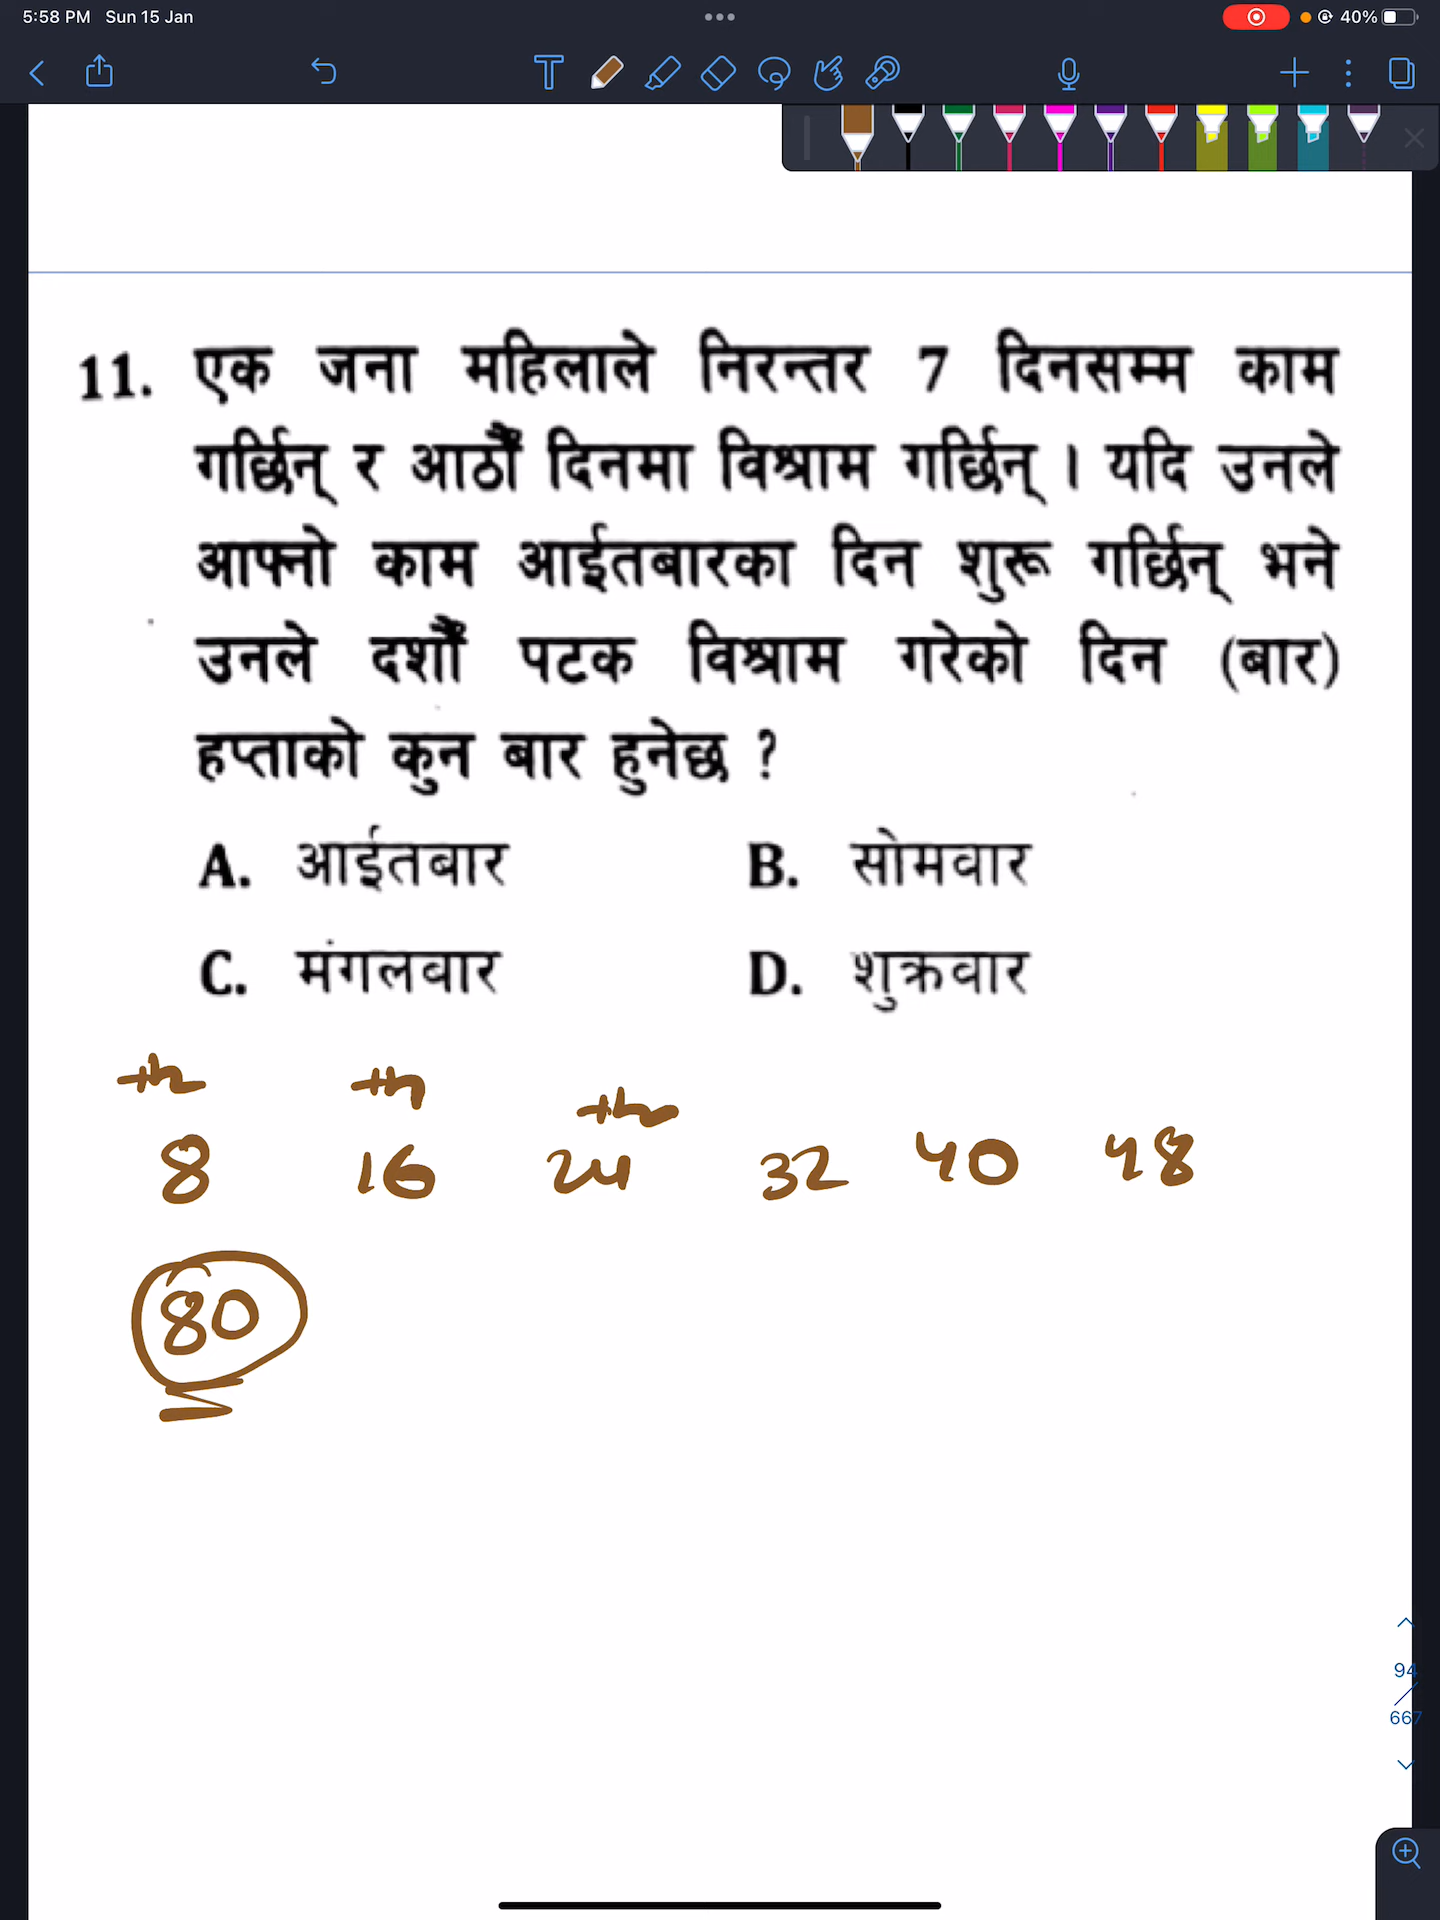 5:58 PM Sun 15 Jan
40%
11. एक जना महिलाले निरन्तर 7 दिनसम्म काम
गर्छिन् र आठौं दिनमा विश्राम गर्छिन् । यदि उनले
आफ्नो काम आईतबारका दिन शुरू गर्छिन् भने
उनले दशौं पटक विश्राम गरेको दिन (बार)
हप्ताको कुन बार हुनेछ ?
A. आईतबार B. सोमवार
C. मंगलवार D. शुक्रवार
th th th
8 16 24 32 40 48
80
94
667